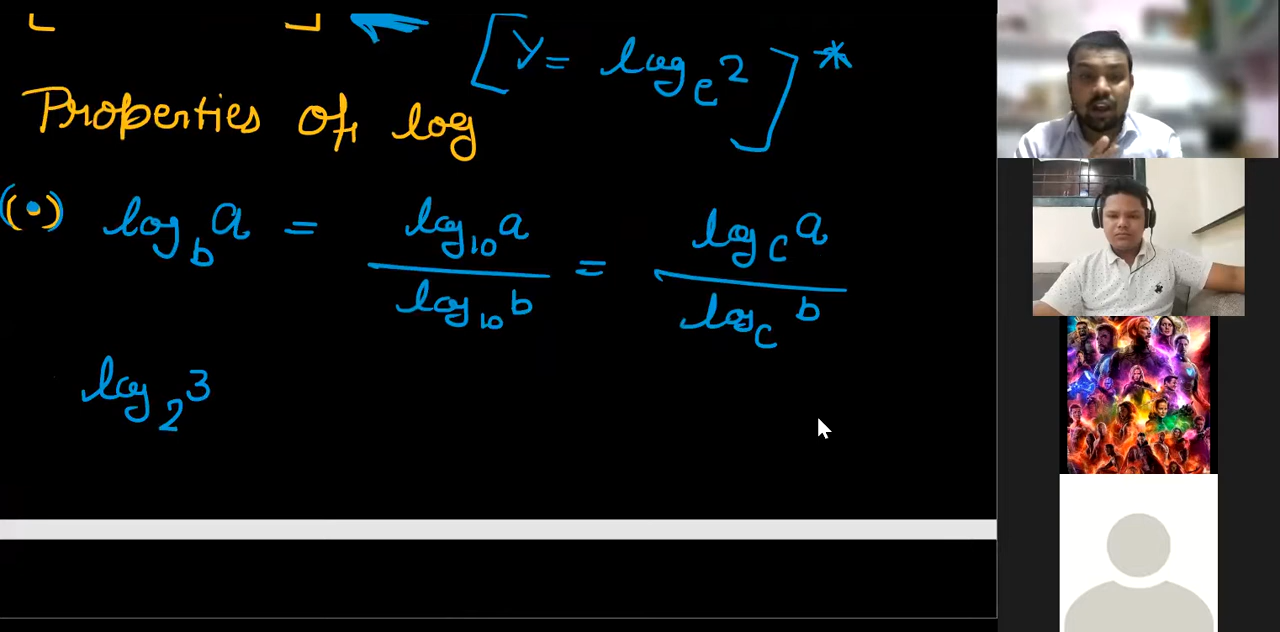 [Y = log_e 2]*
Properties of log
(•) log_b a = log_10 a / log_10 b = log_c a / log_c b
log_2 3